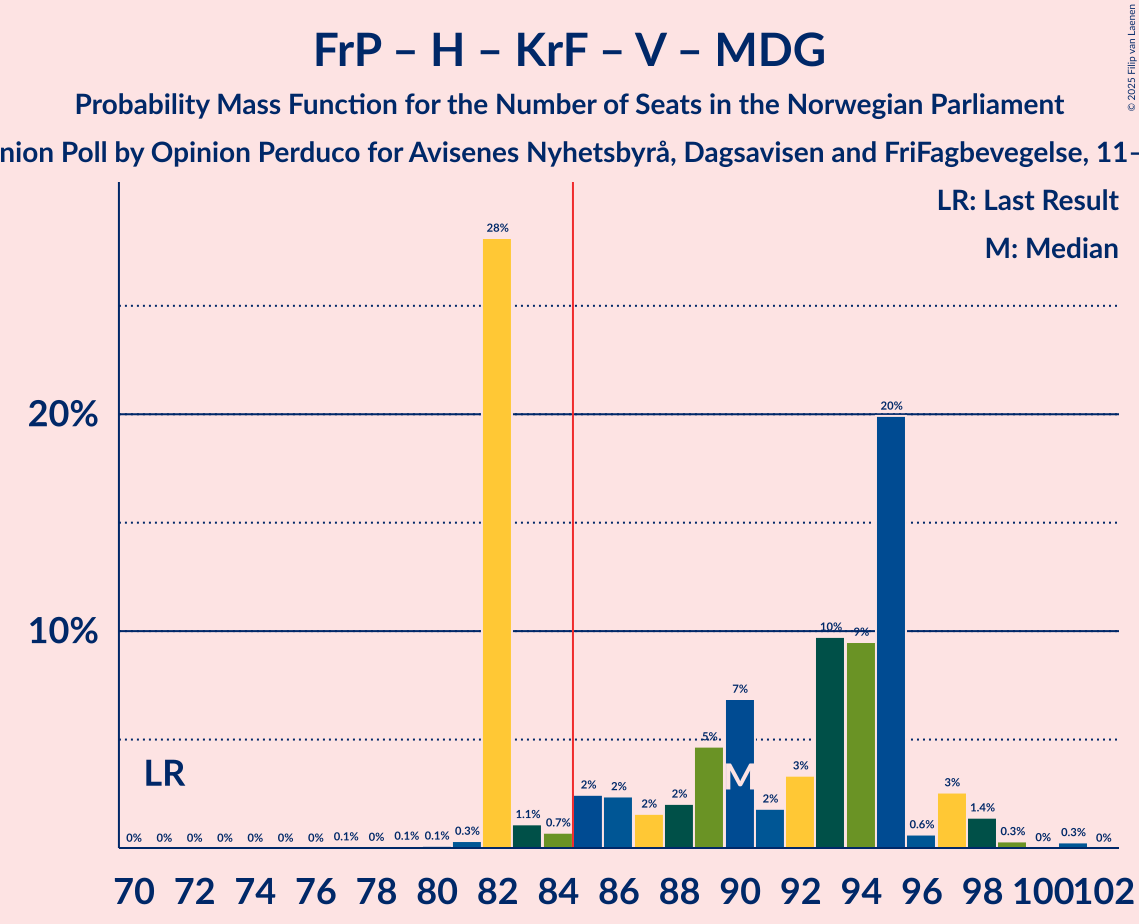 FrP – H – KrF – V – MDG
Probability Mass Function for the Number of Seats in the Norwegian Parliament
nion Poll by Opinion Perduco for Avisenes Nyhetsbyrå, Dagsavisen and FriFagbevegelse, 11–
© 2025 Filip van Laenen
LR: Last Result
M: Median
20%
10%
LR
M
0% 0% 0% 0% 0% 0% 0% 0.1% 0% 0.1% 0.1% 0.3% 28% 1.1% 0.7% 2% 2% 2% 2% 5% 7% 2% 3% 10% 9% 20% 0.6% 3% 1.4% 0.3% 0% 0.3% 0%
70 72 74 76 78 80 82 84 86 88 90 92 94 96 98 100 102